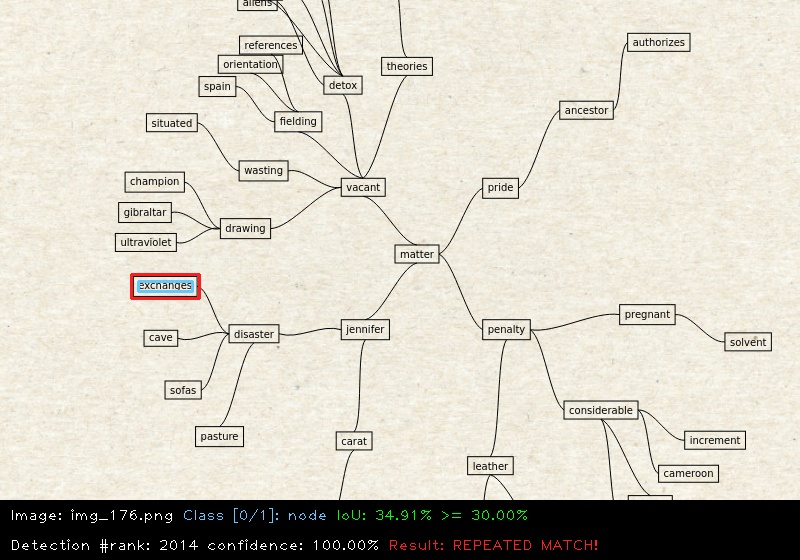 aliens
references
orientation
theories
authorizes
spain
detox
ancestor
situated
fielding
wasting
champion
vacant
pride
gibraltar
drawing
ultraviolet
matter
exchanges
pregnant
cave
disaster
jennifer
penalty
solvent
sofas
considerable
pasture
carat
increment
leather
cameroon
Image: img_176.png Class [0/1]: node IoU: 34.91% >= 30.00%
Detection #rank: 2014 confidence: 100.00% Result: REPEATED MATCH!